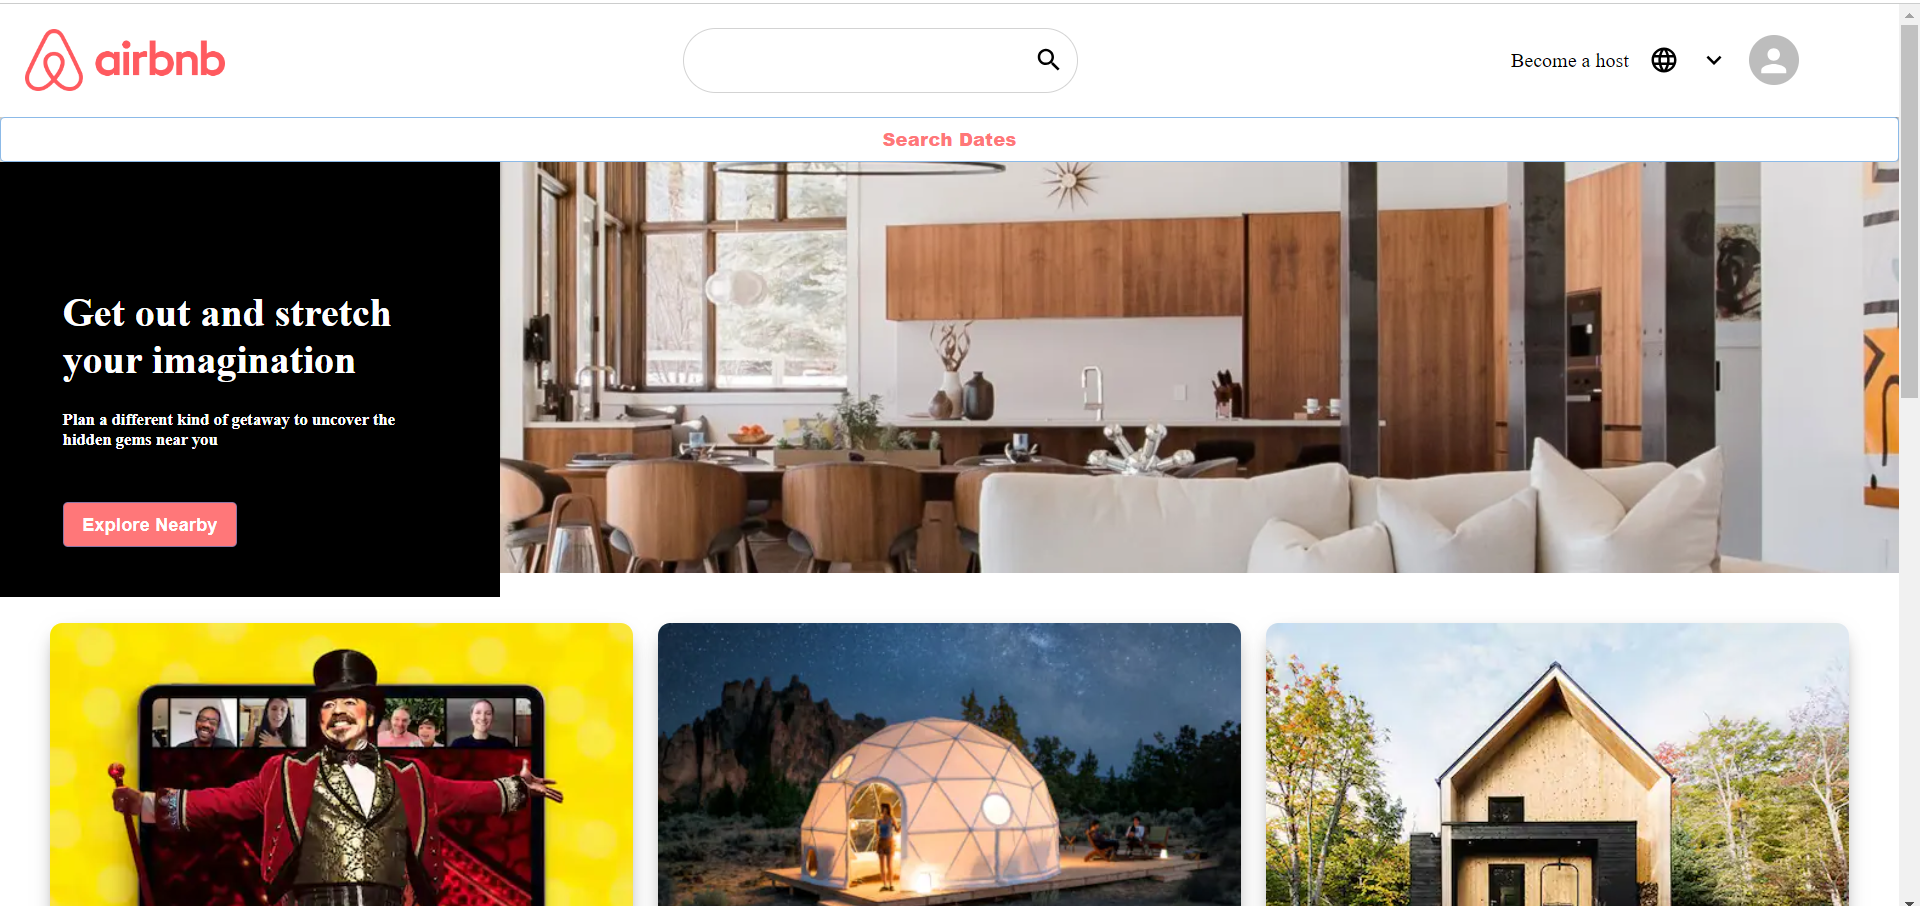 airbnb
Become a host
Search Dates
Get out and stretch
your imagination
Plan a different kind of getaway to uncover the
hidden gems near you
Explore Nearby